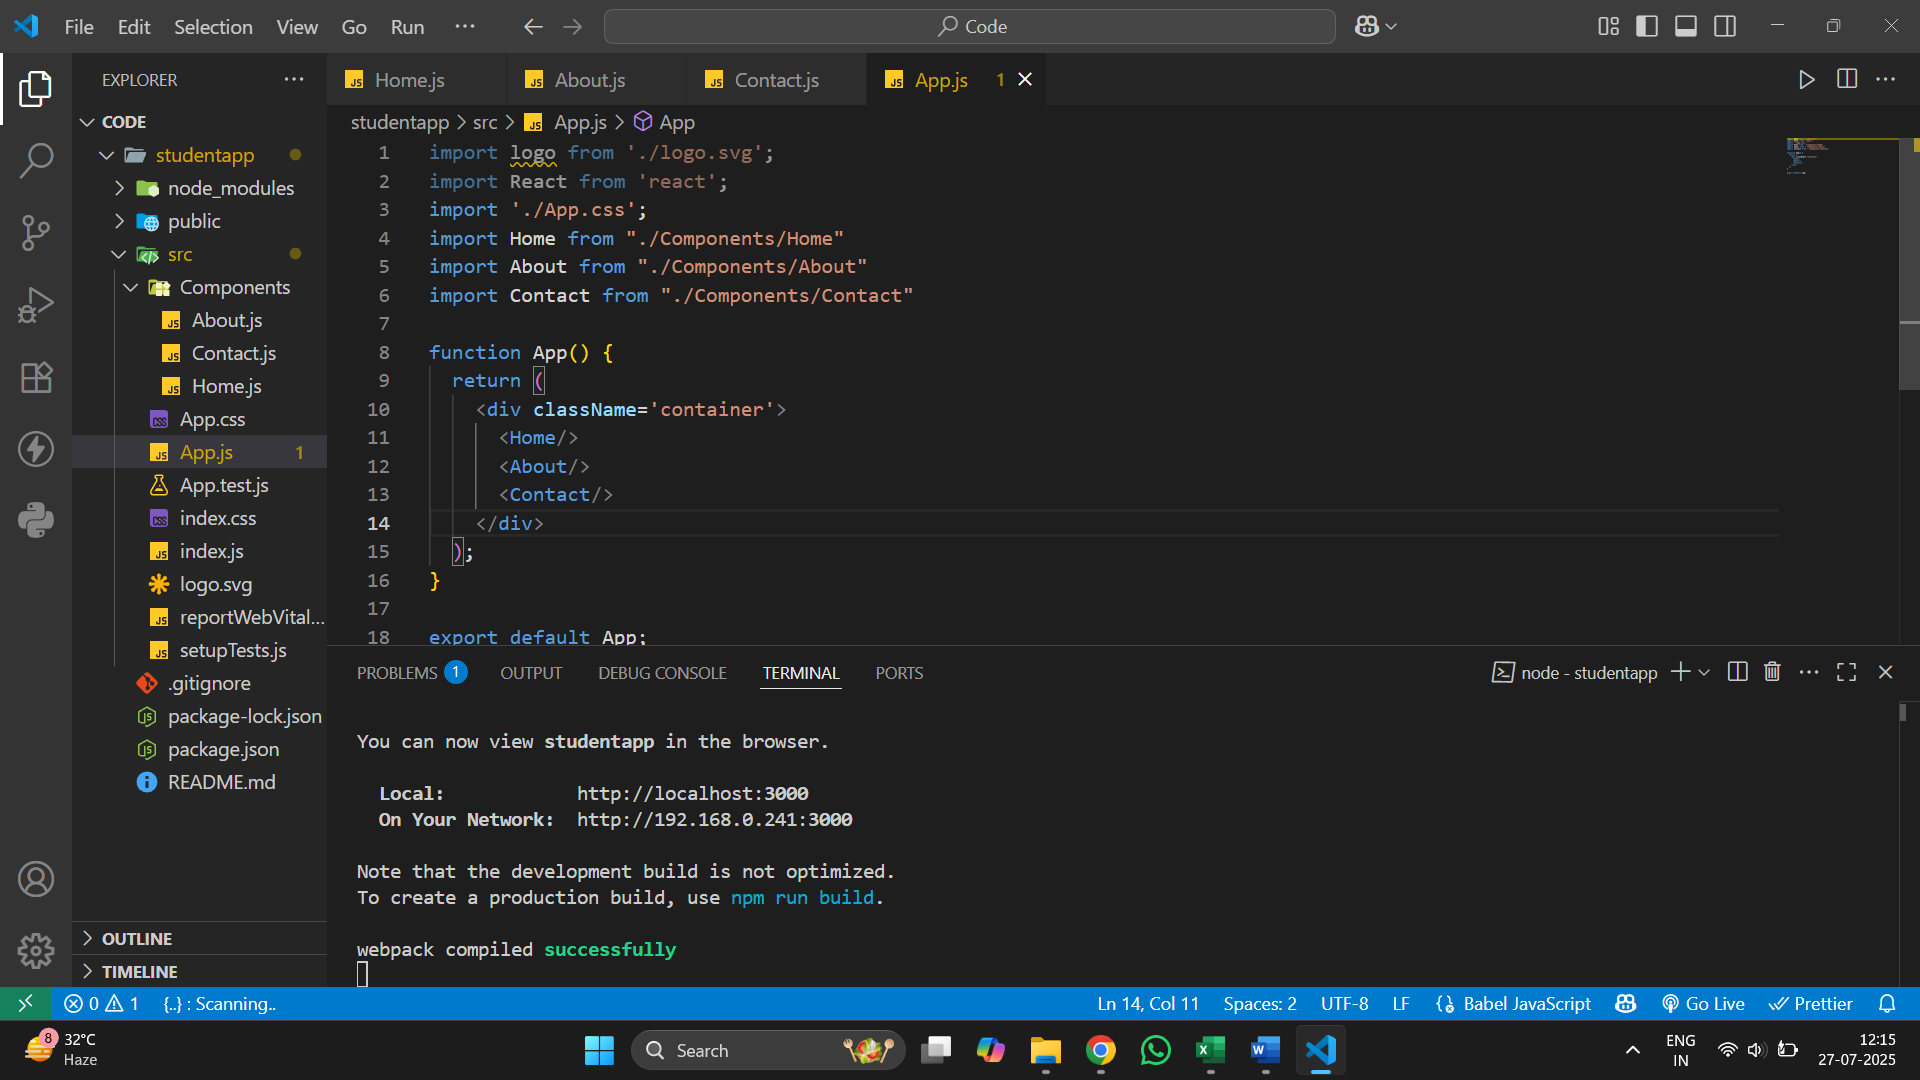 File Edit Selection View Go Run ··· Code
EXPLORER
Home.js About.js Contact.js App.js 1
CODE
studentapp
node_modules
public
src
Components
About.js
Contact.js
Home.js
App.css
App.js 1
App.test.js
index.css
index.js
logo.svg
reportWebVital...
setupTests.js
.gitignore
package-lock.json
package.json
README.md
OUTLINE
TIMELINE
studentapp > src > App.js > App
1 import logo from './logo.svg';
2 import React from 'react';
3 import './App.css';
4 import Home from "./Components/Home"
5 import About from "./Components/About"
6 import Contact from "./Components/Contact"
7
8 function App() {
9 return (
10 <div className='container'>
11 <Home/>
12 <About/>
13 <Contact/>
14 </div>
15 );
16 }
17
18 export default App;
PROBLEMS 1 OUTPUT DEBUG CONSOLE TERMINAL PORTS node - studentapp
You can now view studentapp in the browser.
Local: http://localhost:3000
On Your Network: http://192.168.0.241:3000
Note that the development build is not optimized.
To create a production build, use npm run build.
webpack compiled successfully
0 1 {..} : Scanning.. Ln 14, Col 11 Spaces: 2 UTF-8 LF Babel JavaScript Go Live Prettier
8 32°C
Haze
Search
ENG
IN
12:15
27-07-2025